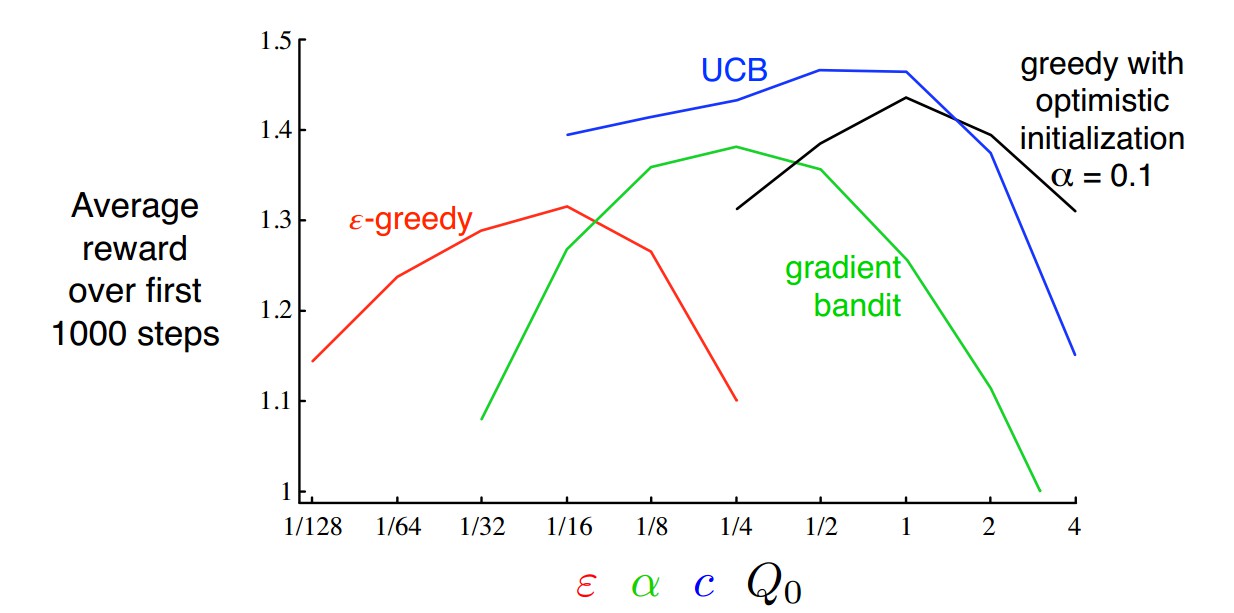 Average
reward
over first
1000 steps
1.5
1.4
1.3
1.2
1.1
1
ε-greedy
UCB
gradient
bandit
greedy with
optimistic
initialization
α = 0.1
1/128 1/64 1/32 1/16 1/8 1/4 1/2 1 2 4
ε α c Q₀